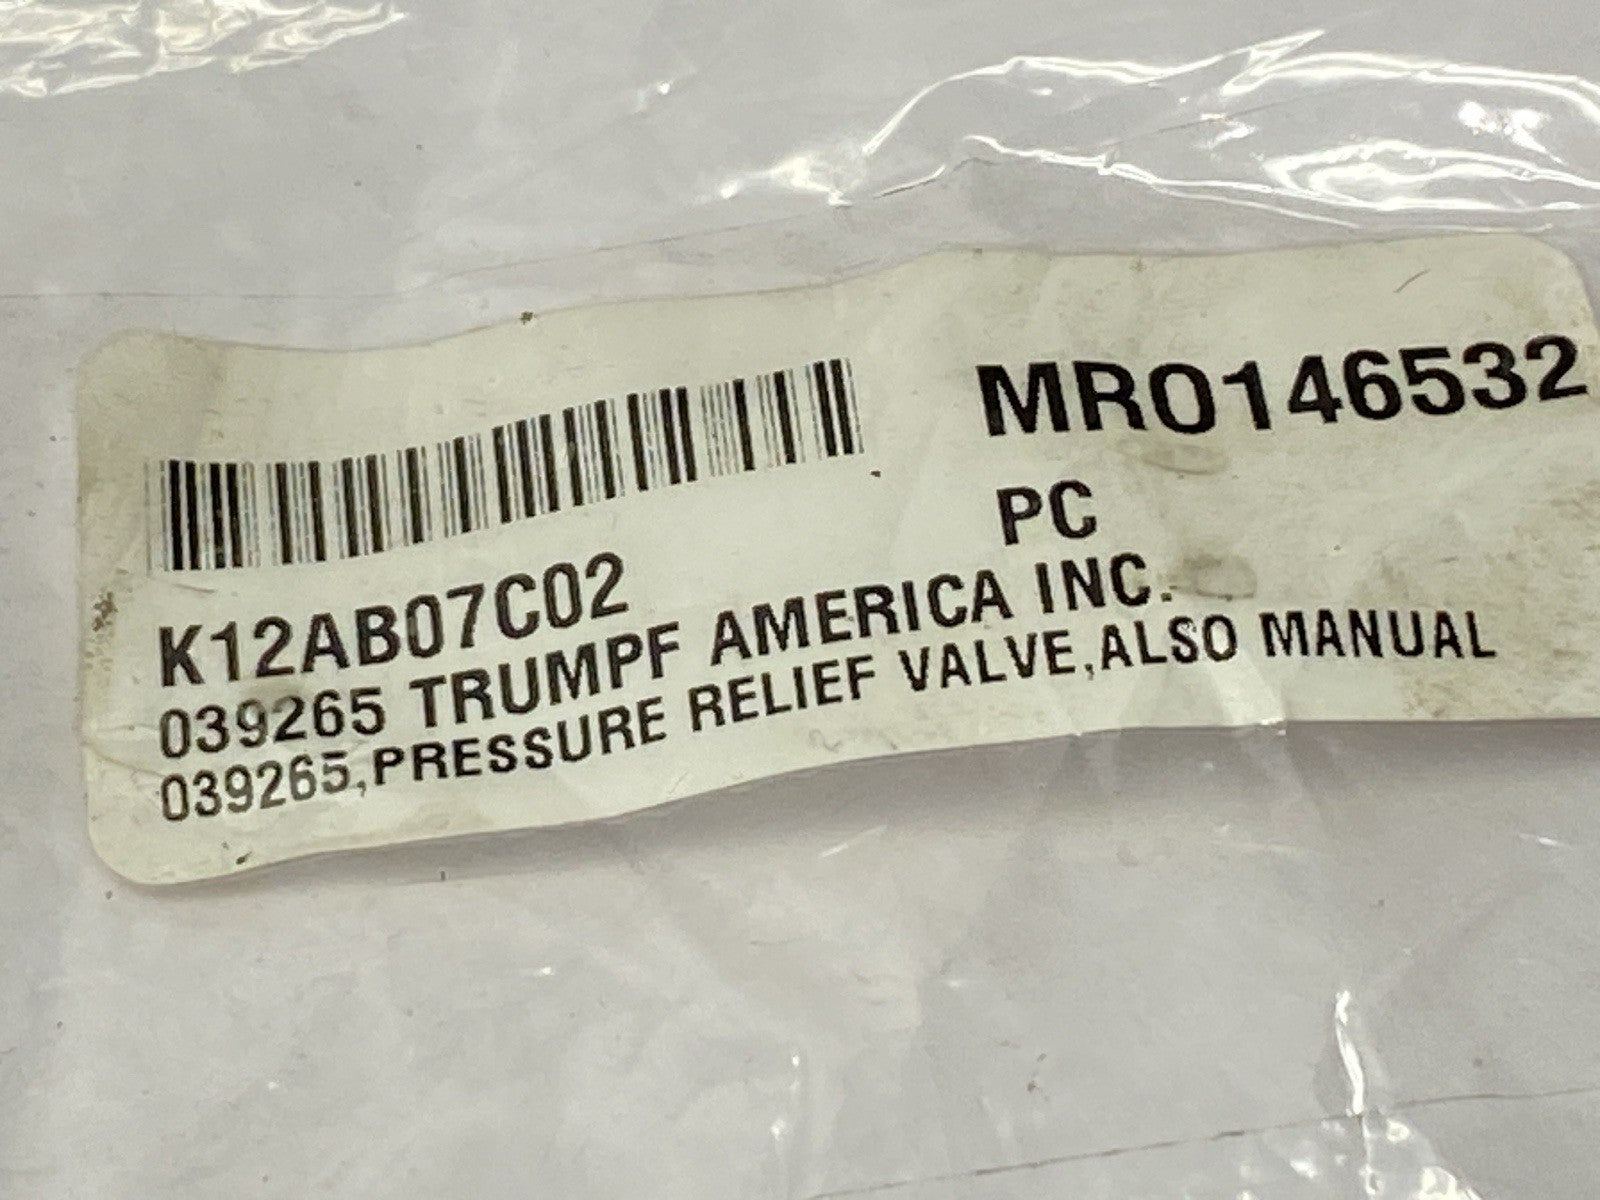 MRO146532
PC
K12AB07C02
039265 TRUMPF AMERICA INC.
039265,PRESSURE RELIEF VALVE,ALSO MANUAL